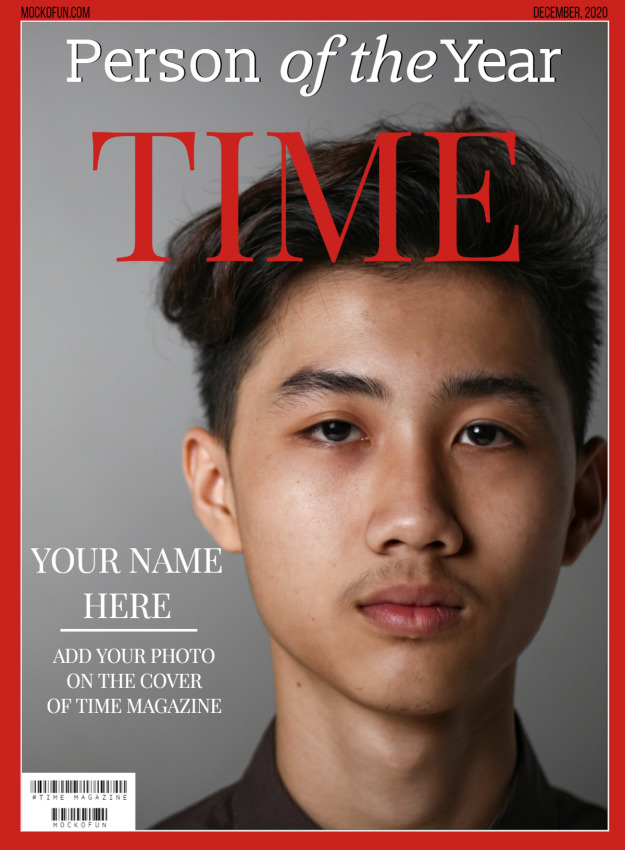 MOCKOFUN.COM
DECEMBER, 2020
Person of the Year
TIME
YOUR NAME
HERE
ADD YOUR PHOTO
ON THE COVER
OF TIME MAGAZINE
#TIME MAGAZINE
MOCKOFUN